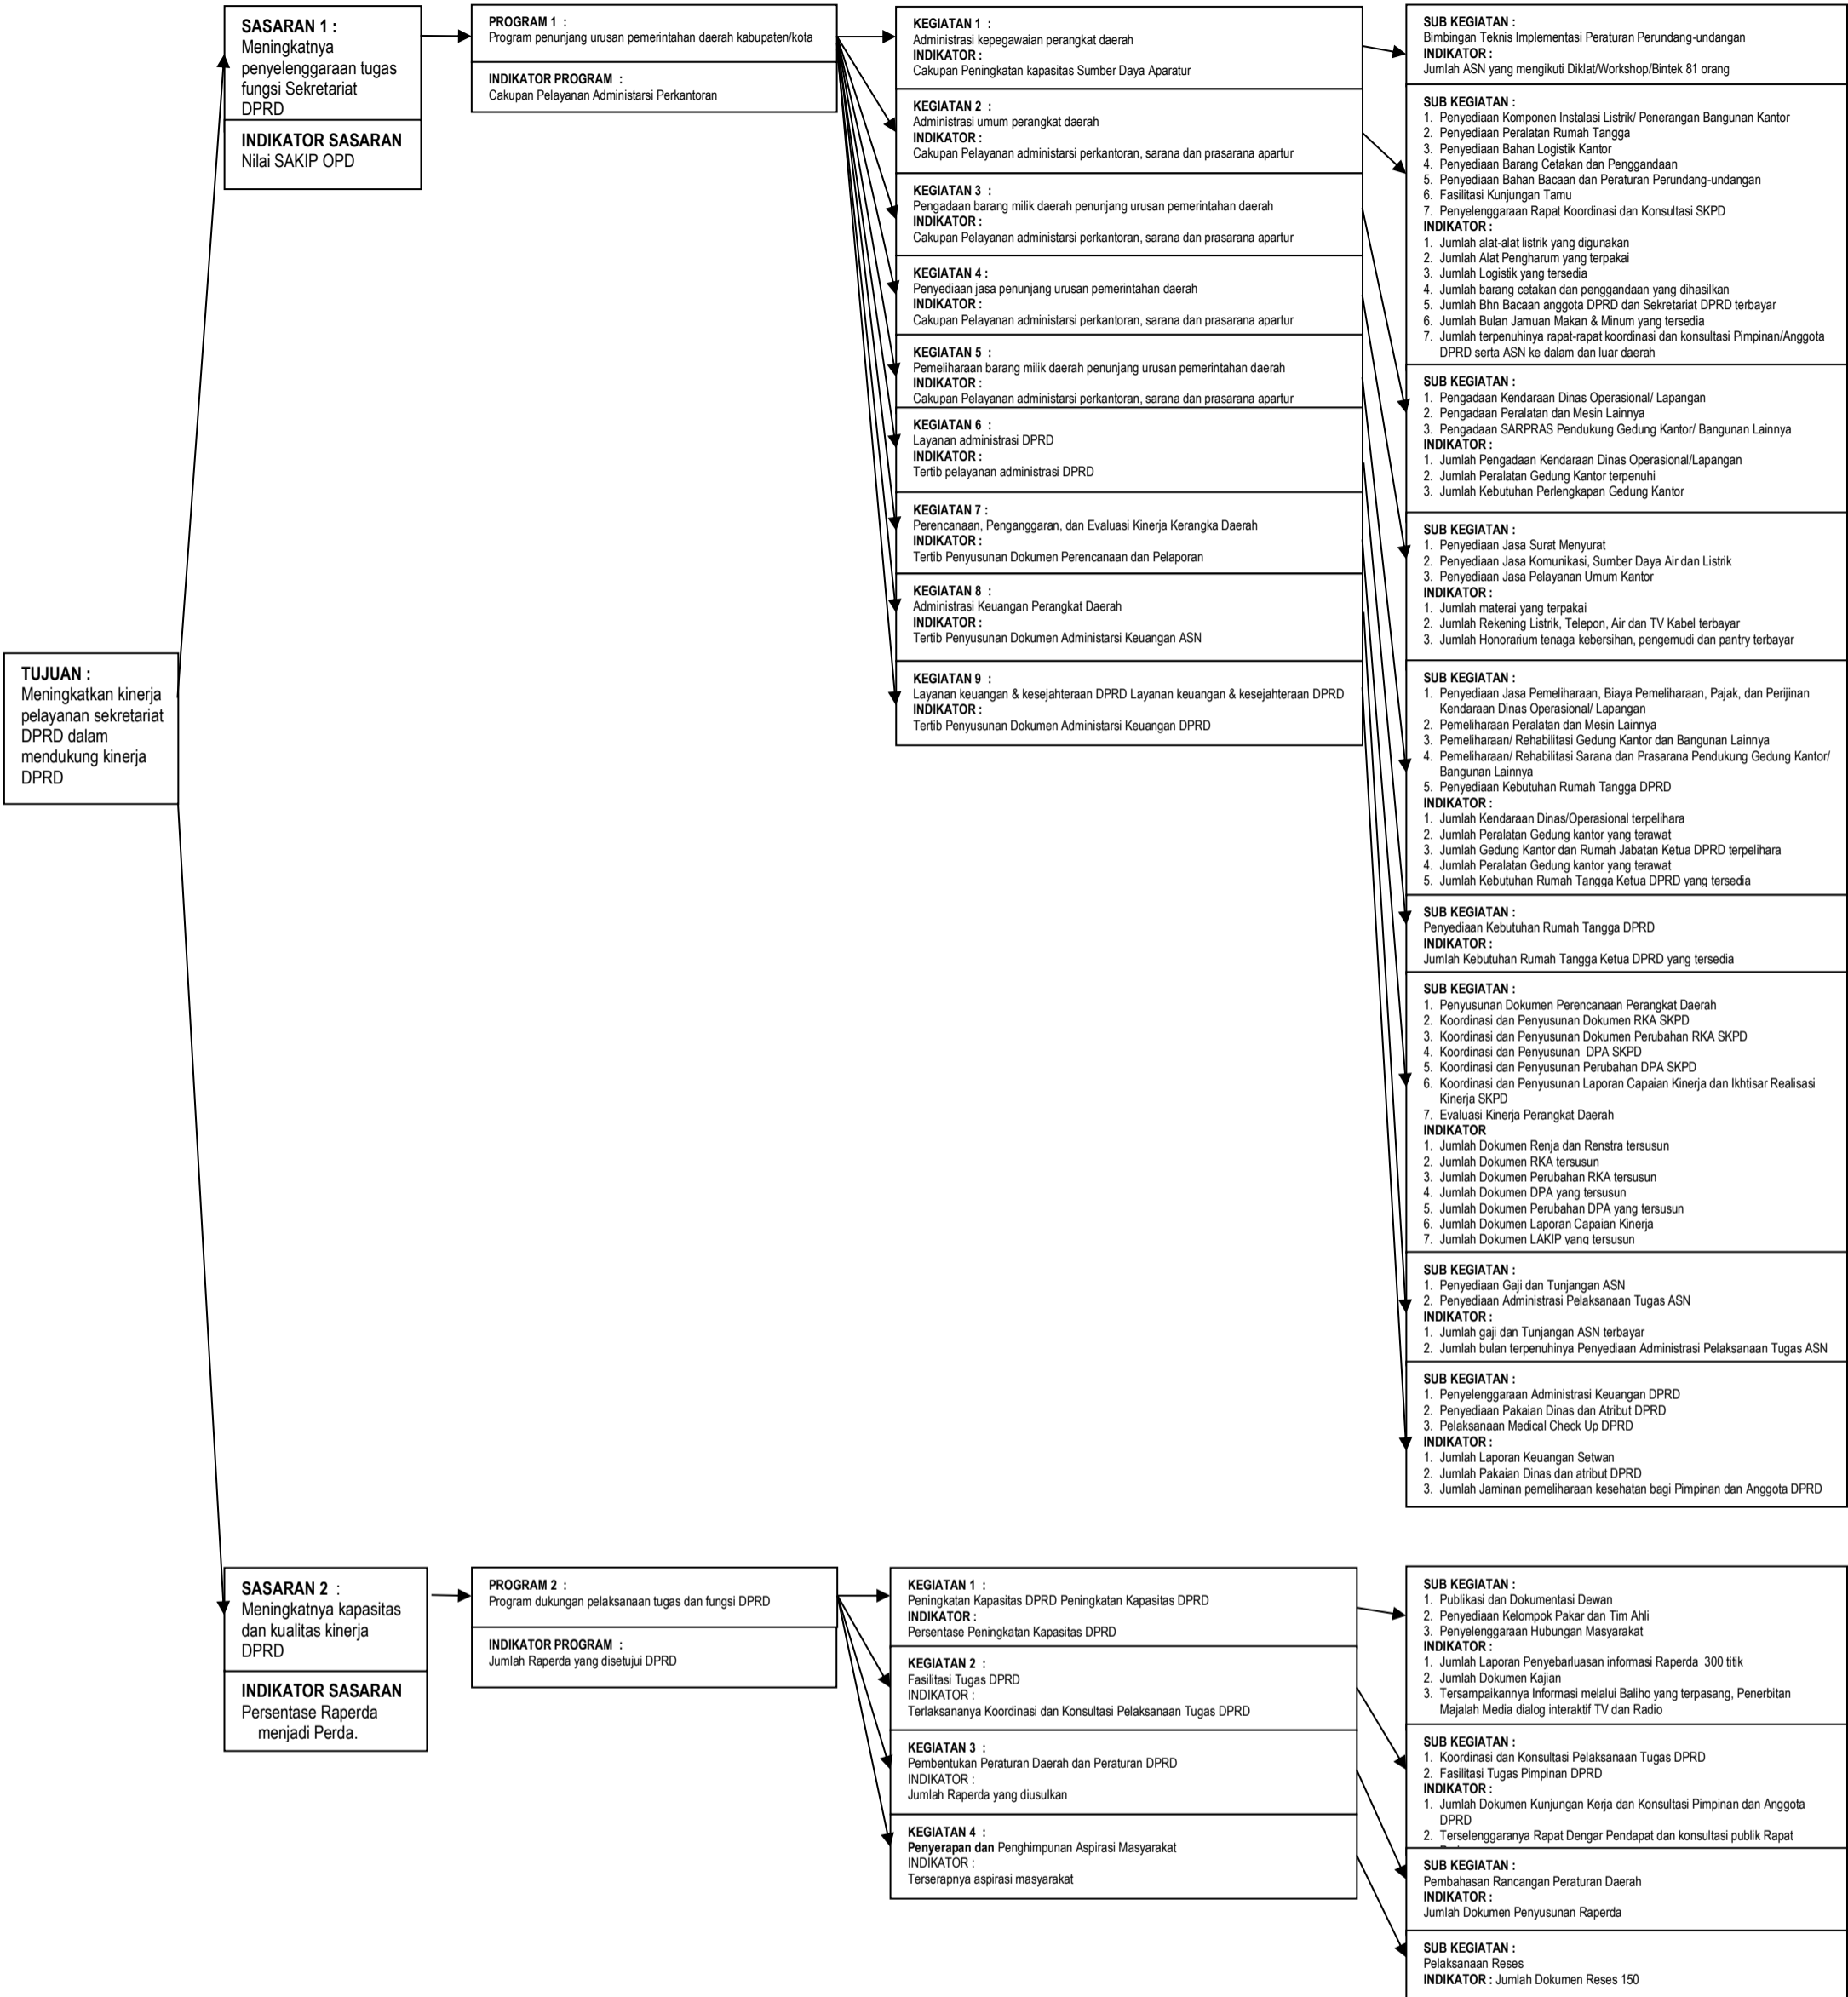 TUJUAN :
Meningkatkan kinerja
pelayanan sekretariat
DPRD dalam
mendukung kinerja
DPRD
SASARAN 1 :
Meningkatnya
penyelenggaraan tugas
fungsi Sekretariat
DPRD
INDIKATOR SASARAN
Nilai SAKIP OPD
PROGRAM 1 :
Program penunjang urusan pemerintahan daerah kabupaten/kota
INDIKATOR PROGRAM :
Cakupan Pelayanan Administarsi Perkantoran
KEGIATAN 1 :
Administrasi kepegawaian perangkat daerah
INDIKATOR :
Cakupan Peningkatan kapasitas Sumber Daya Aparatur
KEGIATAN 2 :
Administrasi umum perangkat daerah
INDIKATOR :
Cakupan Pelayanan administarsi perkantoran, sarana dan prasarana apartur
KEGIATAN 3 :
Pengadaan barang milik daerah penunjang urusan pemerintahan daerah
INDIKATOR :
Cakupan Pelayanan administarsi perkantoran, sarana dan prasarana apartur
KEGIATAN 4 :
Penyediaan jasa penunjang urusan pemerintahan daerah
INDIKATOR :
Cakupan Pelayanan administarsi perkantoran, sarana dan prasarana apartur
KEGIATAN 5 :
Pemeliharaan barang milik daerah penunjang urusan pemerintahan daerah
INDIKATOR :
Cakupan Pelayanan administarsi perkantoran, sarana dan prasarana apartur
KEGIATAN 6 :
Layanan administrasi DPRD
INDIKATOR :
Tertib pelayanan administrasi DPRD
KEGIATAN 7 :
Perencanaan, Penganggaran, dan Evaluasi Kinerja Kerangka Daerah
INDIKATOR :
Tertib Penyusunan Dokumen Perencanaan dan Pelaporan
KEGIATAN 8 :
Administrasi Keuangan Perangkat Daerah
INDIKATOR :
Tertib Penyusunan Dokumen Administarsi Keuangan ASN
KEGIATAN 9 :
Layanan keuangan & kesejahteraan DPRD Layanan keuangan & kesejahteraan DPRD
INDIKATOR :
Tertib Penyusunan Dokumen Administarsi Keuangan DPRD
SUB KEGIATAN :
Bimbingan Teknis Implementasi Peraturan Perundang-undangan
INDIKATOR :
Jumlah ASN yang mengikuti Diklat/Workshop/Bintek 81 orang
SUB KEGIATAN :
1. Penyediaan Komponen Instalasi Listrik/ Penerangan Bangunan Kantor
2. Penyediaan Peralatan Rumah Tangga
3. Penyediaan Bahan Logistik Kantor
4. Penyediaan Barang Cetakan dan Penggandaan
5. Penyediaan Bahan Bacaan dan Peraturan Perundang-undangan
6. Fasilitasi Kunjungan Tamu
7. Penyelenggaraan Rapat Koordinasi dan Konsultasi SKPD
INDIKATOR :
1. Jumlah alat-alat listrik yang digunakan
2. Jumlah Alat Pengharum yang terpakai
3. Jumlah Logistik yang tersedia
4. Jumlah barang cetakan dan penggandaan yang dihasilkan
5. Jumlah Bhn Bacaan anggota DPRD dan Sekretariat DPRD terbayar
6. Jumlah Bulan Jamuan Makan & Minum yang tersedia
7. Jumlah terpenuhinya rapat-rapat koordinasi dan konsultasi Pimpinan/Anggota
DPRD serta ASN ke dalam dan luar daerah
SUB KEGIATAN :
1. Pengadaan Kendaraan Dinas Operasional/ Lapangan
2. Pengadaan Peralatan dan Mesin Lainnya
3. Pengadaan SARPRAS Pendukung Gedung Kantor/ Bangunan Lainnya
INDIKATOR :
1. Jumlah Pengadaan Kendaraan Dinas Operasional/Lapangan
2. Jumlah Peralatan Gedung Kantor terpenuhi
3. Jumlah Kebutuhan Perlengkapan Gedung Kantor
SUB KEGIATAN :
1. Penyediaan Jasa Surat Menyurat
2. Penyediaan Jasa Komunikasi, Sumber Daya Air dan Listrik
3. Penyediaan Jasa Pelayanan Umum Kantor
INDIKATOR :
1. Jumlah materai yang terpakai
2. Jumlah Rekening Listrik, Telepon, Air dan TV Kabel terbayar
3. Jumlah Honorarium tenaga kebersihan, pengemudi dan pantry terbayar
SUB KEGIATAN :
1. Penyediaan Jasa Pemeliharaan, Biaya Pemeliharaan, Pajak, dan Perijinan
Kendaraan Dinas Operasional/ Lapangan
2. Pemeliharaan Peralatan dan Mesin Lainnya
3. Pemeliharaan/ Rehabilitasi Gedung Kantor dan Bangunan Lainnya
4. Pemeliharaan/ Rehabilitasi Sarana dan Prasarana Pendukung Gedung Kantor/
Bangunan Lainnya
5. Penyediaan Kebutuhan Rumah Tangga DPRD
INDIKATOR :
1. Jumlah Kendaraan Dinas/Operasional terpelihara
2. Jumlah Peralatan Gedung kantor yang terawat
3. Jumlah Gedung Kantor dan Rumah Jabatan Ketua DPRD terpelihara
4. Jumlah Peralatan Gedung kantor yang terawat
5. Jumlah Kebutuhan Rumah Tangga Ketua DPRD yang tersedia
SUB KEGIATAN :
Penyediaan Kebutuhan Rumah Tangga DPRD
INDIKATOR :
Jumlah Kebutuhan Rumah Tangga Ketua DPRD yang tersedia
SUB KEGIATAN :
1. Penyusunan Dokumen Perencanaan Perangkat Daerah
2. Koordinasi dan Penyusunan Dokumen RKA SKPD
3. Koordinasi dan Penyusunan Dokumen Perubahan RKA SKPD
4. Koordinasi dan Penyusunan DPA SKPD
5. Koordinasi dan Penyusunan Perubahan DPA SKPD
6. Koordinasi dan Penyusunan Laporan Capaian Kinerja dan Ikhtisar Realisasi
Kinerja SKPD
7. Evaluasi Kinerja Perangkat Daerah
INDIKATOR
1. Jumlah Dokumen Renja dan Renstra tersusun
2. Jumlah Dokumen RKA tersusun
3. Jumlah Dokumen Perubahan RKA tersusun
4. Jumlah Dokumen DPA yang tersusun
5. Jumlah Dokumen Perubahan DPA yang tersusun
6. Jumlah Dokumen Laporan Capaian Kinerja
7. Jumlah Dokumen LAKIP yang tersusun
SUB KEGIATAN :
1. Penyediaan Gaji dan Tunjangan ASN
2. Penyediaan Administrasi Pelaksanaan Tugas ASN
INDIKATOR :
1. Jumlah gaji dan Tunjangan ASN terbayar
2. Jumlah bulan terpenuhinya Penyediaan Administrasi Pelaksanaan Tugas ASN
SUB KEGIATAN :
1. Penyelenggaraan Administrasi Keuangan DPRD
2. Penyediaan Pakaian Dinas dan Atribut DPRD
3. Pelaksanaan Medical Check Up DPRD
INDIKATOR :
1. Jumlah Laporan Keuangan Setwan
2. Jumlah Pakaian Dinas dan atribut DPRD
3. Jumlah Jaminan pemeliharaan kesehatan bagi Pimpinan dan Anggota DPRD
SASARAN 2 :
Meningkatnya kapasitas
dan kualitas kinerja
DPRD
INDIKATOR SASARAN
Persentase Raperda
menjadi Perda.
PROGRAM 2 :
Program dukungan pelaksanaan tugas dan fungsi DPRD
INDIKATOR PROGRAM :
Jumlah Raperda yang disetujui DPRD
KEGIATAN 1 :
Peningkatan Kapasitas DPRD Peningkatan Kapasitas DPRD
INDIKATOR :
Persentase Peningkatan Kapasitas DPRD
KEGIATAN 2 :
Fasilitasi Tugas DPRD
INDIKATOR :
Terlaksananya Koordinasi dan Konsultasi Pelaksanaan Tugas DPRD
KEGIATAN 3 :
Pembentukan Peraturan Daerah dan Peraturan DPRD
INDIKATOR :
Jumlah Raperda yang diusulkan
KEGIATAN 4 :
Penyerapan dan Penghimpunan Aspirasi Masyarakat
INDIKATOR :
Terserapnya aspirasi masyarakat
SUB KEGIATAN :
1. Publikasi dan Dokumentasi Dewan
2. Penyediaan Kelompok Pakar dan Tim Ahli
3. Penyelenggaraan Hubungan Masyarakat
INDIKATOR :
1. Jumlah Laporan Penyebarluasan informasi Raperda 300 titik
2. Jumlah Dokumen Kajian
3. Tersampaikannya Informasi melalui Baliho yang terpasang, Penerbitan
Majalah Media dialog interaktif TV dan Radio
SUB KEGIATAN :
1. Koordinasi dan Konsultasi Pelaksanaan Tugas DPRD
2. Fasilitasi Tugas Pimpinan DPRD
INDIKATOR :
1. Jumlah Dokumen Kunjungan Kerja dan Konsultasi Pimpinan dan Anggota
DPRD
2. Terselenggaranya Rapat Dengar Pendapat dan konsultasi publik Rapat
SUB KEGIATAN :
Pembahasan Rancangan Peraturan Daerah
INDIKATOR :
Jumlah Dokumen Penyusunan Raperda
SUB KEGIATAN :
Pelaksanaan Reses
INDIKATOR : Jumlah Dokumen Reses 150